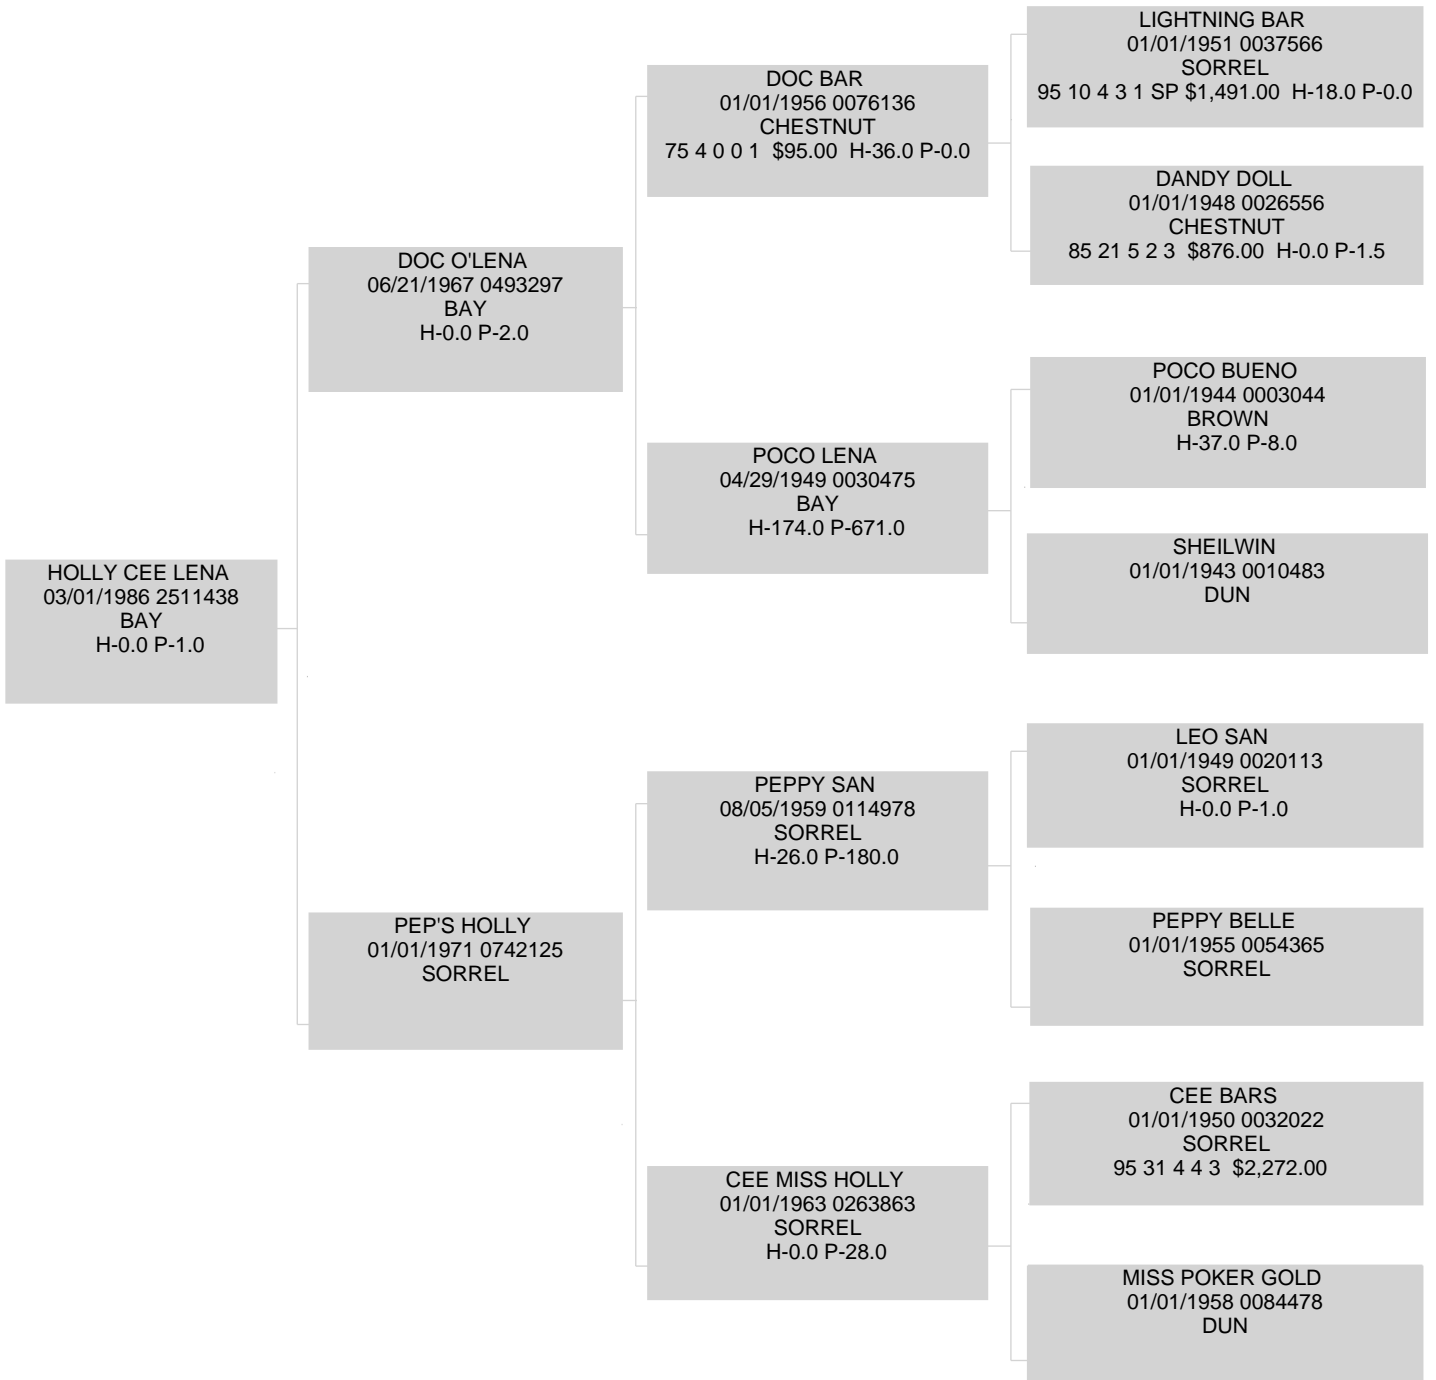 LIGHTNING BAR
01/01/1951 0037566
SORREL
95 10 4 3 1 SP $1,491.00 H-18.0 P-0.0
DOC BAR
01/01/1956 0076136
CHESTNUT
75 4 0 0 1 $95.00 H-36.0 P-0.0
DANDY DOLL
01/01/1948 0026556
CHESTNUT
85 21 5 2 3 $876.00 H-0.0 P-1.5
DOC O'LENA
06/21/1967 0493297
BAY
H-0.0 P-2.0
POCO BUENO
01/01/1944 0003044
BROWN
H-37.0 P-8.0
POCO LENA
04/29/1949 0030475
BAY
H-174.0 P-671.0
SHEILWIN
01/01/1943 0010483
DUN
HOLLY CEE LENA
03/01/1986 2511438
BAY
H-0.0 P-1.0
LEO SAN
01/01/1949 0020113
SORREL
H-0.0 P-1.0
PEPPY SAN
08/05/1959 0114978
SORREL
H-26.0 P-180.0
PEPPY BELLE
01/01/1955 0054365
SORREL
PEP'S HOLLY
01/01/1971 0742125
SORREL
CEE BARS
01/01/1950 0032022
SORREL
95 31 4 4 3 $2,272.00
CEE MISS HOLLY
01/01/1963 0263863
SORREL
H-0.0 P-28.0
MISS POKER GOLD
01/01/1958 0084478
DUN